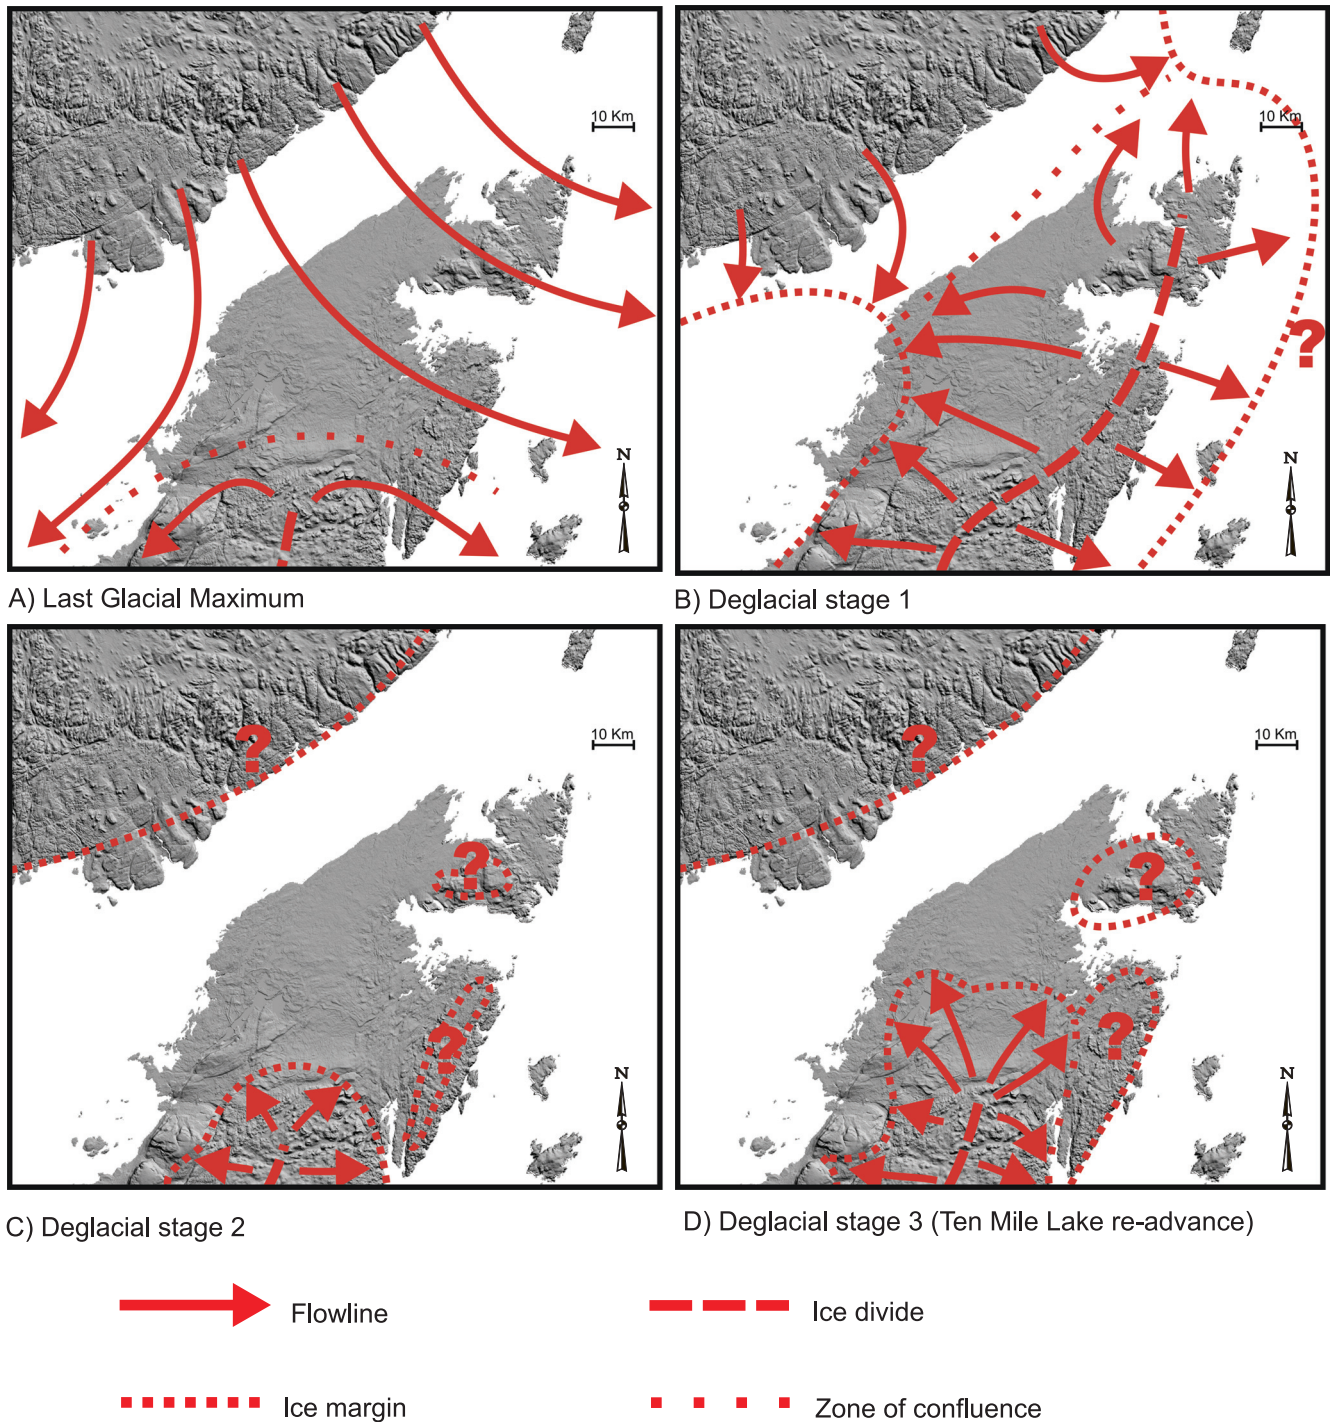 10 Km
N
A) Last Glacial Maximum
10 Km
?
N
B) Deglacial stage 1
?
10 Km
?
?
N
C) Deglacial stage 2
?
10 Km
?
?
N
D) Deglacial stage 3 (Ten Mile Lake re-advance)
Flowline
Ice divide
Ice margin
Zone of confluence